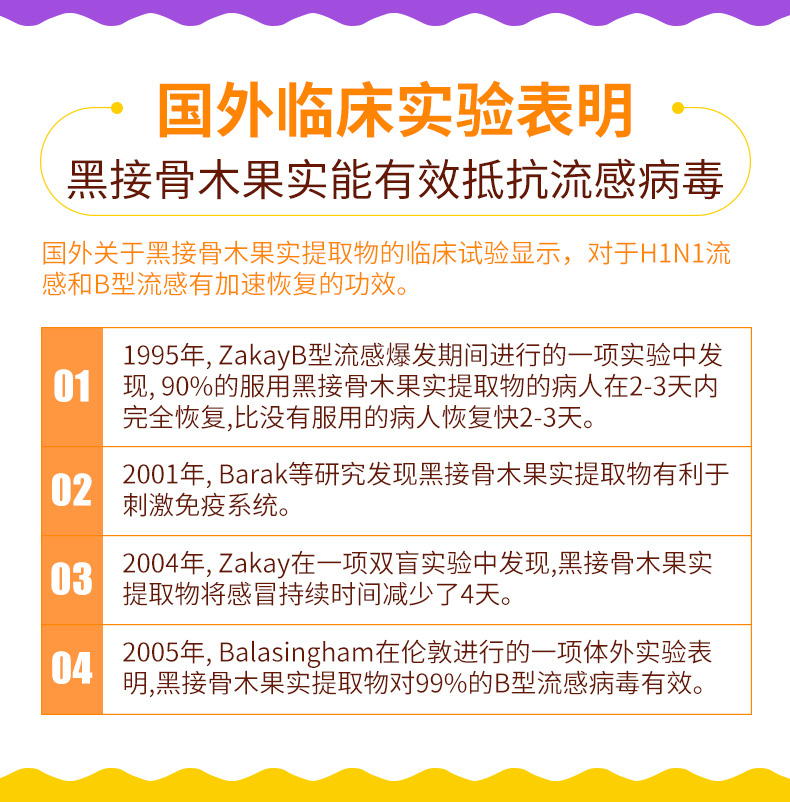 国外临床实验表明
黑接骨木果实能有效抵抗流感病毒
国外关于黑接骨木果实提取物的临床试验显示，对于H1N1流
感和B型流感有加速恢复的功效。
01
1995年, ZakayB型流感爆发期间进行的一项实验中发
现, 90%的服用黑接骨木果实提取物的病人在2-3天内
完全恢复,比没有服用的病人恢复快2-3天。
02
2001年, Barak等研究发现黑接骨木果实提取物有利于
刺激免疫系统。
03
2004年, Zakay在一项双盲实验中发现,黑接骨木果实
提取物将感冒持续时间减少了4天。
04
2005年, Balasingham在伦敦进行的一项体外实验表
明,黑接骨木果实提取物对99%的B型流感病毒有效。